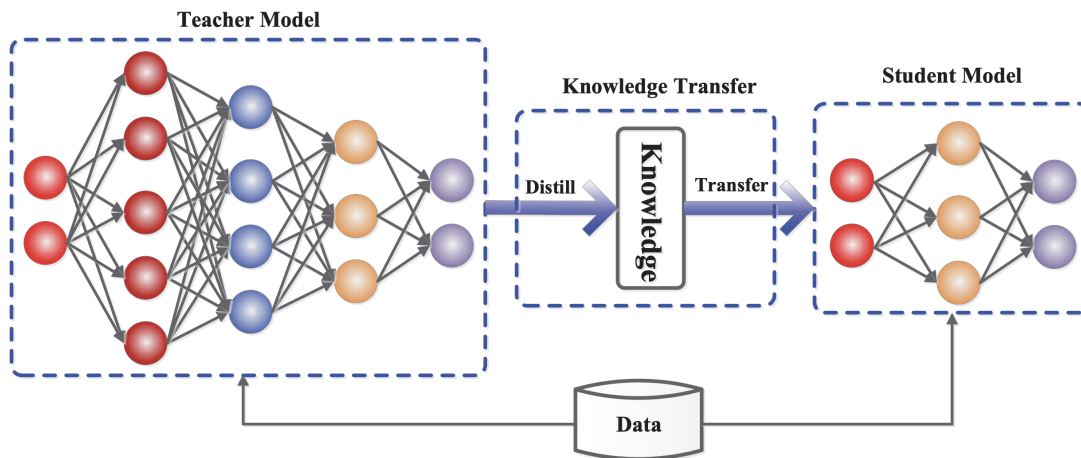 Teacher Model
Knowledge Transfer
Student Model
Distill
Knowledge
Transfer
Data